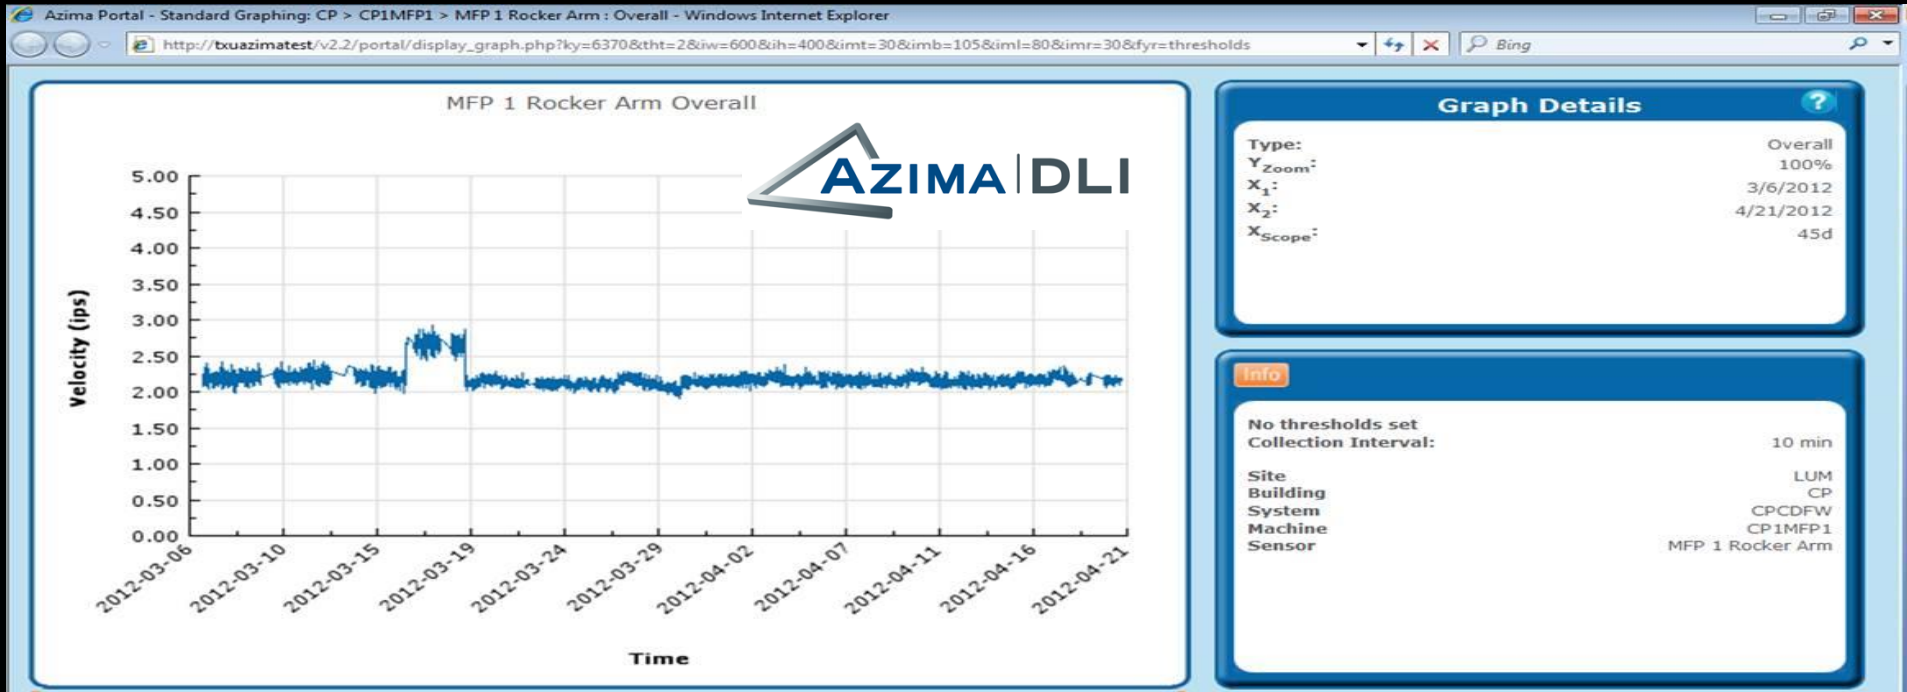 Azima Portal - Standard Graphing: CP > CP1MFP1 > MFP 1 Rocker Arm : Overall - Windows Internet Explorer
http://txuazimatest/v2.2/portal/display_graph.php?ky=6370&tht=2&iw=600&ih=400&imt=30&imb=105&iml=80&imr=30&fyr=thresholds
Bing
MFP 1 Rocker Arm Overall
AZIMA DLI
5.00
4.50
4.00
3.50
3.00
2.50
2.00
1.50
1.00
0.50
0.00
Velocity (ips)
2012-03-06
2012-03-10
2012-03-15
2012-03-19
2012-03-24
2012-03-29
2012-04-02
2012-04-07
2012-04-11
2012-04-16
2012-04-21
Time
Graph Details ?
Type: Overall
YZoom: 100%
X1: 3/6/2012
X2: 4/21/2012
XScope: 45d
Info
No thresholds set
Collection Interval: 10 min
Site LUM
Building CP
System CPCDFW
Machine CP1MFP1
Sensor MFP 1 Rocker Arm